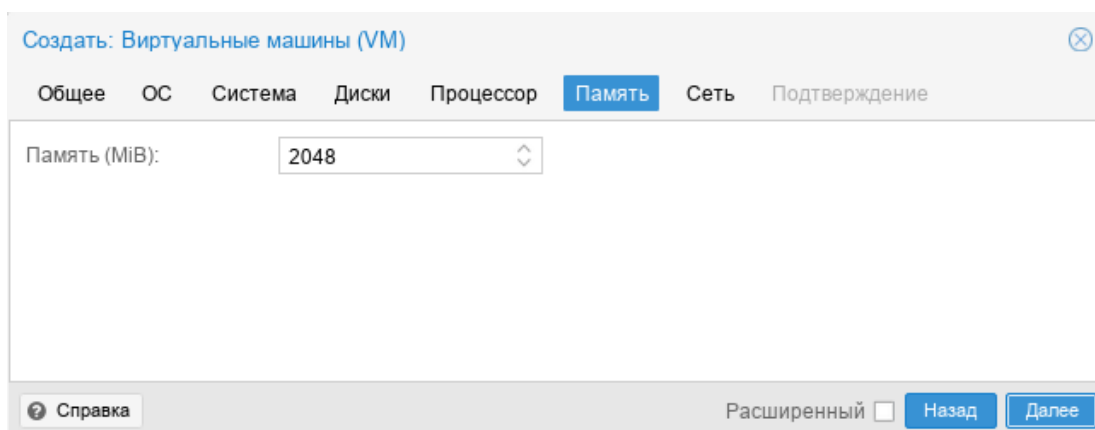 Создать: Виртуальные машины (VM)
Общее ОС Система Диски Процессор Память Сеть Подтверждение
Память (MiB): 2048
Справка Расширенный Назад Далее